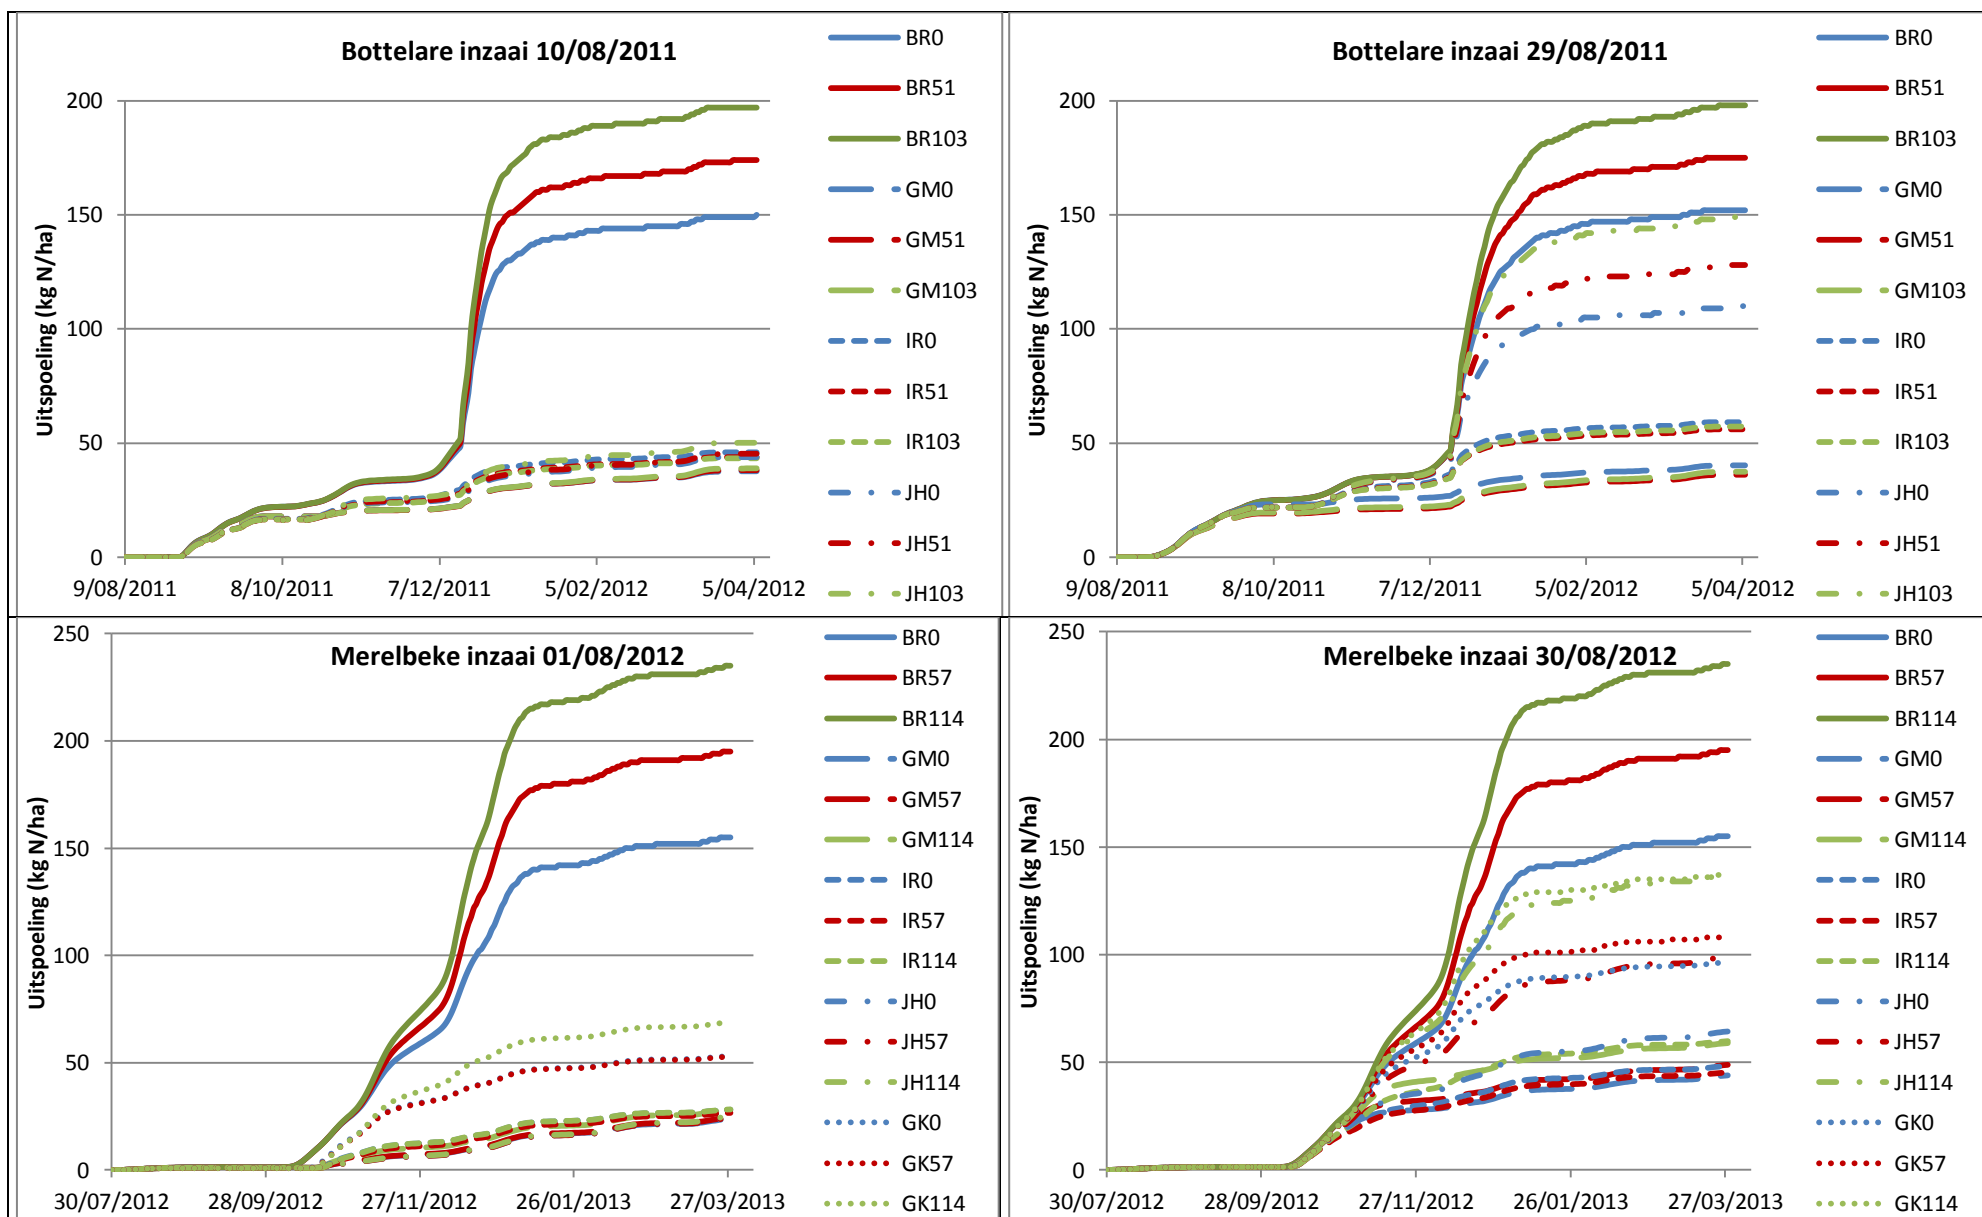 Bottelare inzaai 10/08/2011
Uitspoeling (kg N/ha)
200
150
100
50
0
9/08/2011
8/10/2011
7/12/2011
5/02/2012
5/04/2012
BR0
BR51
BR103
GM0
GM51
GM103
IR0
IR51
IR103
JH0
JH51
JH103
Bottelare inzaai 29/08/2011
Uitspoeling (kg N/ha)
200
150
100
50
0
9/08/2011
8/10/2011
7/12/2011
5/02/2012
5/04/2012
BR0
BR51
BR103
GM0
GM51
GM103
IR0
IR51
IR103
JH0
JH51
JH103
Merelbeke inzaai 01/08/2012
Uitspoeling (kg N/ha)
250
200
150
100
50
0
30/07/2012
28/09/2012
27/11/2012
26/01/2013
27/03/2013
BR0
BR57
BR114
GM0
GM57
GM114
IR0
IR57
IR114
JH0
JH57
JH114
GK0
GK57
GK114
Merelbeke inzaai 30/08/2012
Uitspoeling (kg N/ha)
250
200
150
100
50
0
30/07/2012
28/09/2012
27/11/2012
26/01/2013
27/03/2013
BR0
BR57
BR114
GM0
GM57
GM114
IR0
IR57
IR114
JH0
JH57
JH114
GK0
GK57
GK114